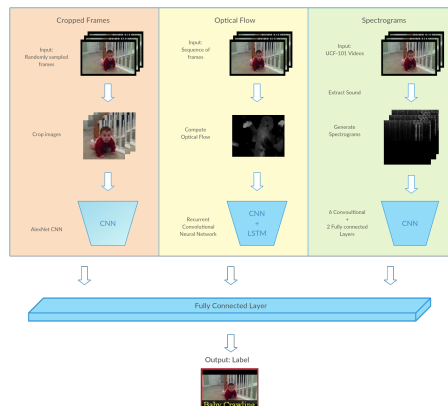 Cropped Frames
Input:
Randomly sampled
frames
Crop images
AlexNet CNN
CNN
Optical Flow
Input:
Sequence of
frames
Compute
Optical Flow
Recurrent
Convolutional
Neural Network
CNN
+
LSTM
Spectrograms
Input:
UCF-101 Videos
Extract Sound
Generate
Spectrograms
6 Convoultional
+
2 Fully connected
Layers
CNN
Fully Connected Layer
Output: Label
Baby Crawling